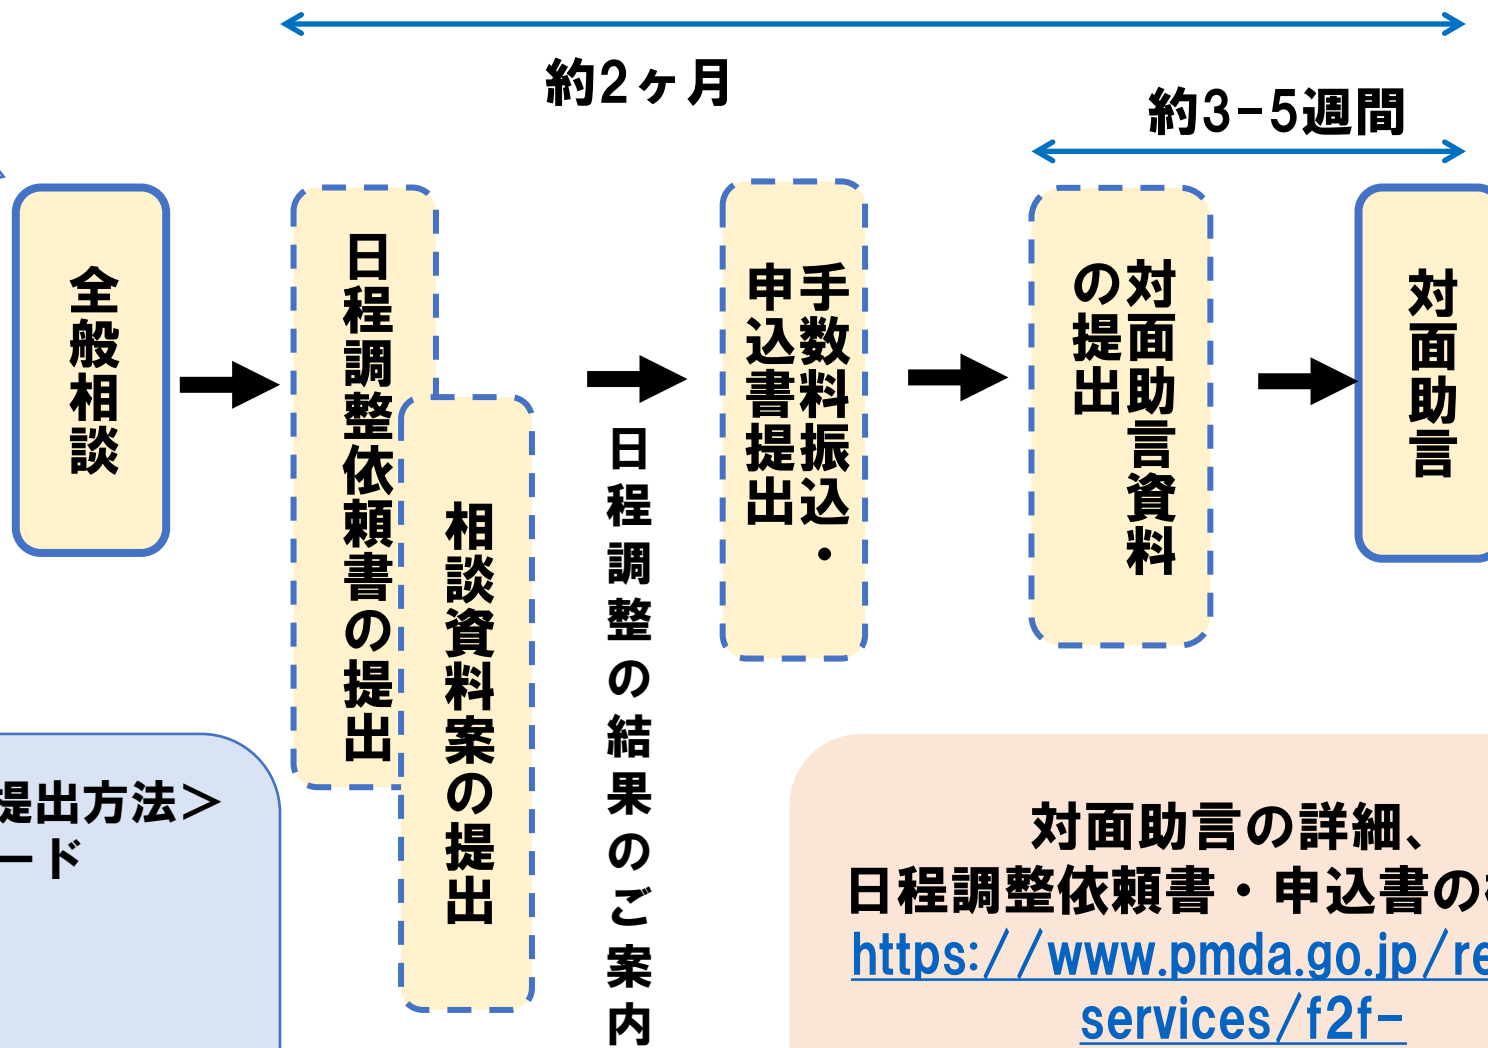 約2ヶ月
約3-5週間
全般相談
日程調整依頼書の提出
相談資料案の提出
日程調整の結果のご案内
手数料振込・
申込書提出
対面助言資料
の提出
対面助言
提出方法＞
ード
対面助言の詳細、
日程調整依頼書・申込書の
https://www.pmda.go.jp/re
services/f2f-